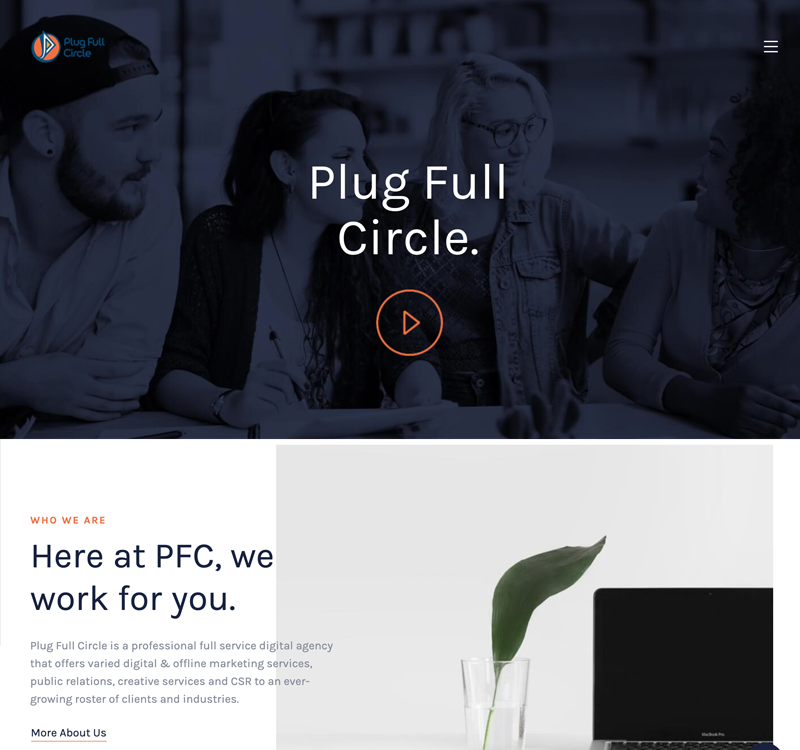 Plug Full
Circle
Plug Full
Circle.
WHO WE ARE
Here at PFC, we
work for you.
Plug Full Circle is a professional full service digital agency
that offers varied digital & offline marketing services,
public relations, creative services and CSR to an ever-
growing roster of clients and industries.
More About Us
MacBook Pro